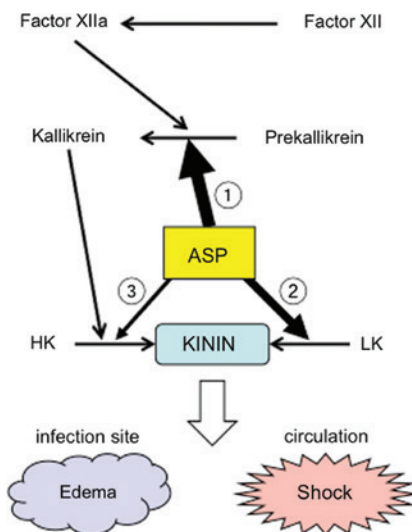 Factor XIIa Factor XII
Kallikrein Prekallikrein
1
ASP
3 2
HK KININ LK
infection site circulation
Edema Shock